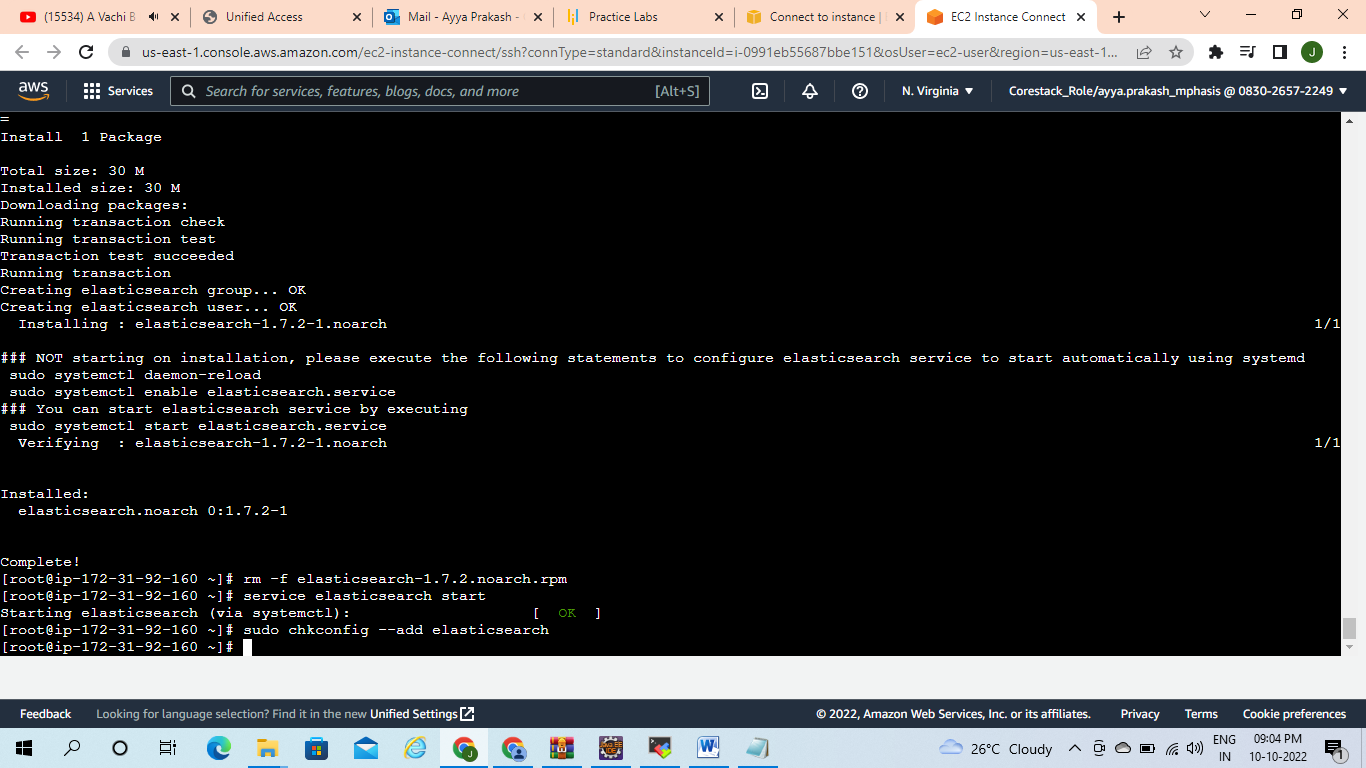 (15534) A Vachi B
Unified Access
Mail - Ayya Prakash -
Practice Labs
Connect to instance |
EC2 Instance Connect
us-east-1.console.aws.amazon.com/ec2-instance-connect/ssh?connType=standard&instanceId=i-0991eb55687bbe151&osUser=ec2-user&region=us-east-1...
J
aws
Services
Search for services, features, blogs, docs, and more
[Alt+S]
N. Virginia
Corestack_Role/ayya.prakash_mphasis @ 0830-2657-2249
=
Install  1 Package
Total size: 30 M
Installed size: 30 M
Downloading packages:
Running transaction check
Running transaction test
Transaction test succeeded
Running transaction
Creating elasticsearch group... OK
Creating elasticsearch user... OK
  Installing : elasticsearch-1.7.2-1.noarch 1/1
### NOT starting on installation, please execute the following statements to configure elasticsearch service to start automatically using systemd
 sudo systemctl daemon-reload
 sudo systemctl enable elasticsearch.service
### You can start elasticsearch service by executing
 sudo systemctl start elasticsearch.service
  Verifying  : elasticsearch-1.7.2-1.noarch 1/1
Installed:
  elasticsearch.noarch 0:1.7.2-1
Complete!
[root@ip-172-31-92-160 ~]# rm -f elasticsearch-1.7.2.noarch.rpm
[root@ip-172-31-92-160 ~]# service elasticsearch start
Starting elasticsearch (via systemctl): [  OK  ]
[root@ip-172-31-92-160 ~]# sudo chkconfig --add elasticsearch
[root@ip-172-31-92-160 ~]#
Feedback
Looking for language selection? Find it in the new Unified Settings
© 2022, Amazon Web Services, Inc. or its affiliates.
Privacy
Terms
Cookie preferences
26°C Cloudy
ENG
IN
09:04 PM
10-10-2022
1